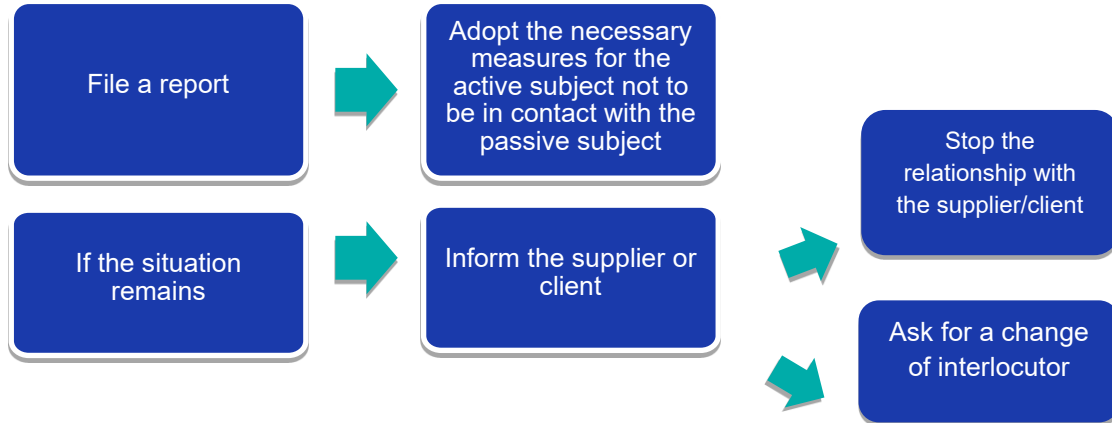 File a report
Adopt the necessary
measures for the
active subject not to
be in contact with the
passive subject
If the situation
remains
Inform the supplier or
client
Stop the
relationship with
the supplier/client
Ask for a change
of interlocutor